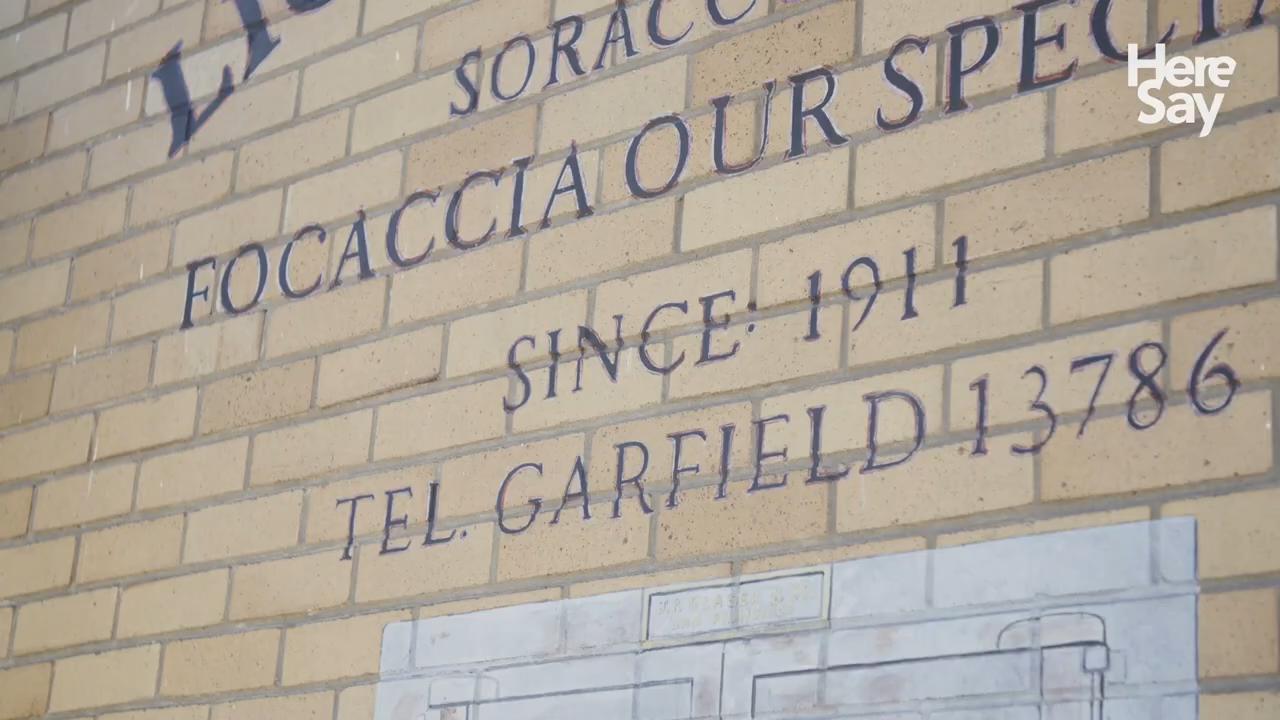 SORACC
FOCACCIA OUR SPECIA
SINCE: 1911
TEL. GARFIELD 13786
Here
Say